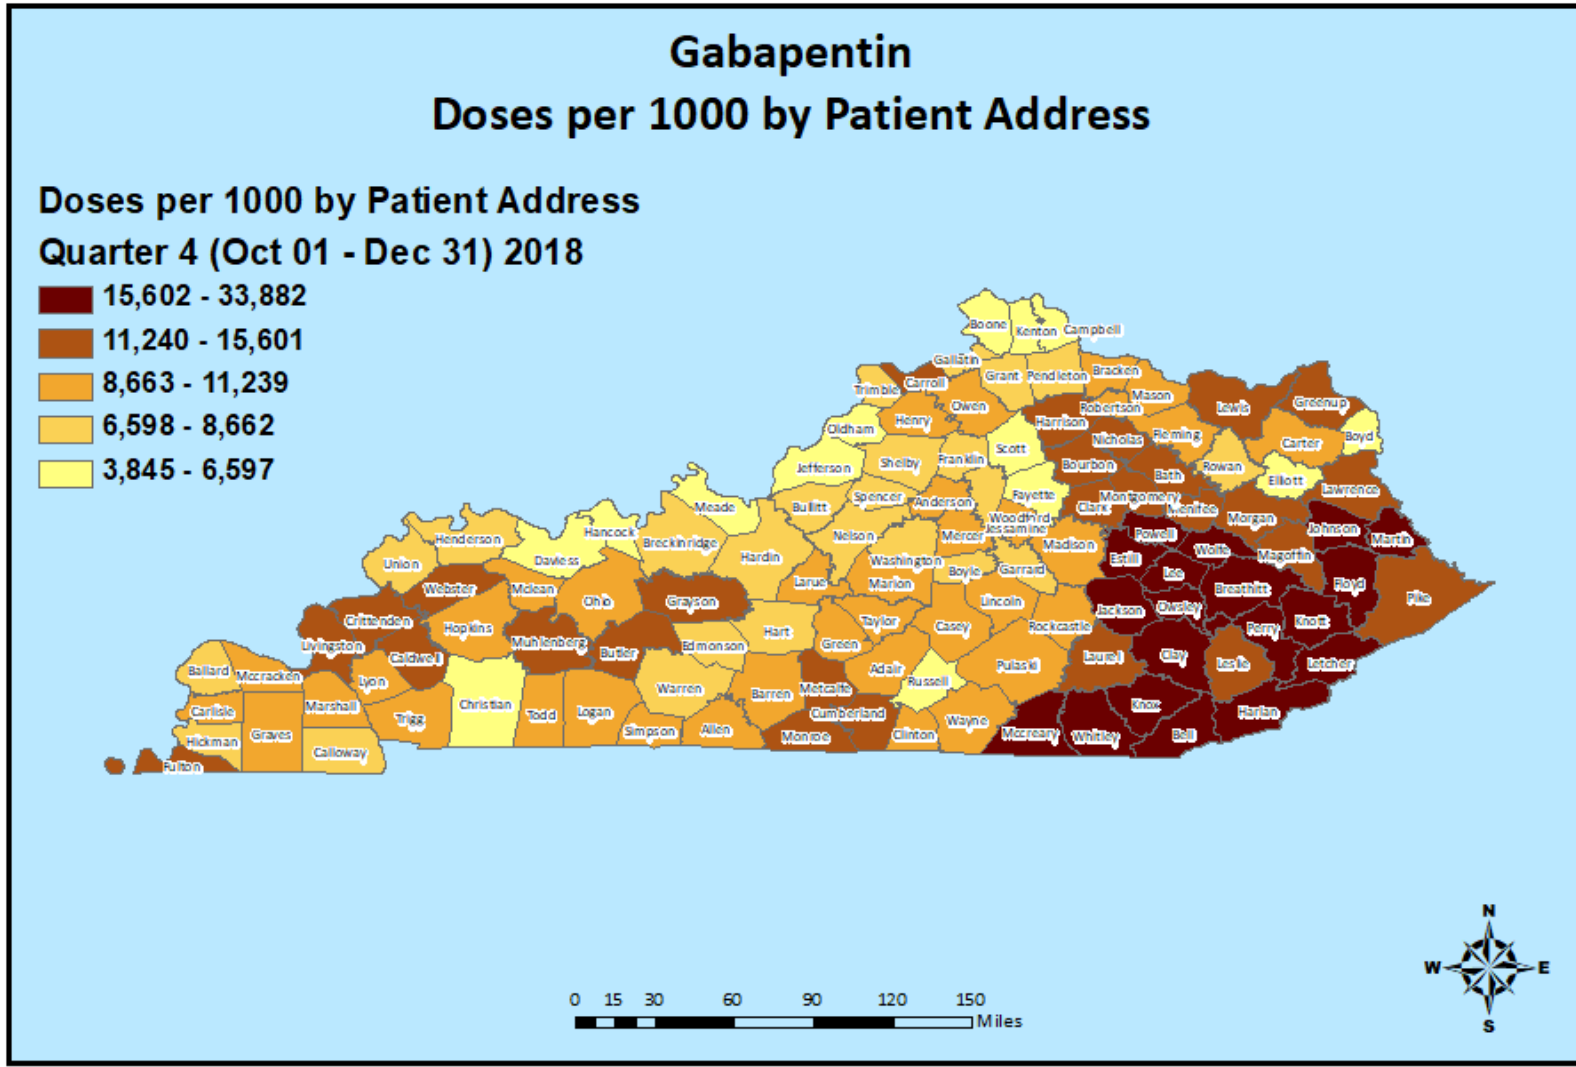 Gabapentin
Doses per 1000 by Patient Address
Doses per 1000 by Patient Address
Quarter 4 (Oct 01 - Dec 31) 2018
15,602 - 33,882
11,240 - 15,601
8,663 - 11,239
6,598 - 8,662
3,845 - 6,597
Boone
Kenton
Campbell
Gallatin
Grant
Pendleton
Bracken
Trimble
Carroll
Owen
Robertson
Mason
Lewis
Greenup
Oldham
Henry
Harrison
Nicholas
Fleming
Carter
Boyd
Jefferson
Shelby
Franklin
Scott
Bourbon
Bath
Rowan
Elliott
Lawrence
Meade
Bullitt
Spencer
Anderson
Woodford
Fayette
Clark
Montgomery
Menifee
Morgan
Johnson
Martin
Henderson
Hancock
Daviess
Breckinridge
Hardin
Nelson
Washington
Mercer
Jessamine
Madison
Estill
Powell
Wolfe
Magoffin
Floyd
Pike
Union
Webster
Mclean
Ohio
Grayson
Larue
Marion
Boyle
Garrard
Lincoln
Rockcastle
Jackson
Lee
Owsley
Breathitt
Knott
Perry
Letcher
Crittenden
Livingston
Hopkins
Muhlenberg
Butler
Edmonson
Hart
Green
Taylor
Casey
Pulaski
Laurel
Clay
Leslie
Ballard
Mccracken
Lyon
Caldwell
Christian
Warren
Barren
Metcalfe
Adair
Russell
Wayne
Knox
Harlan
Carlisle
Graves
Marshall
Trigg
Todd
Logan
Simpson
Allen
Monroe
Cumberland
Clinton
Mccreary
Whitley
Bell
Hickman
Fulton
Calloway
N
W
E
S
0 15 30 60 90 120 150
Miles